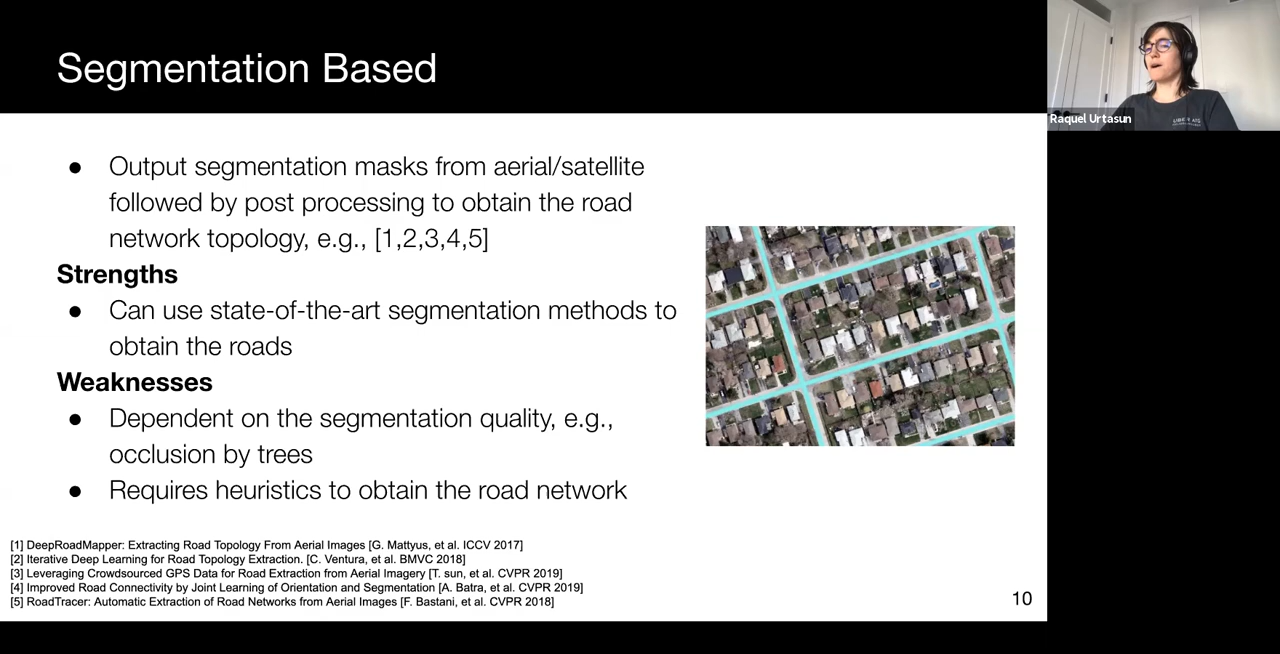 Segmentation Based
Raquel Urtasun
● Output segmentation masks from aerial/satellite
followed by post processing to obtain the road
network topology, e.g., [1,2,3,4,5]
Strengths
● Can use state-of-the-art segmentation methods to
obtain the roads
Weaknesses
● Dependent on the segmentation quality, e.g.,
occlusion by trees
● Requires heuristics to obtain the road network
[1] DeepRoadMapper: Extracting Road Topology From Aerial Images [G. Mattyus, et al. ICCV 2017]
[2] Iterative Deep Learning for Road Topology Extraction. [C. Ventura, et al. BMVC 2018]
[3] Leveraging Crowdsourced GPS Data for Road Extraction from Aerial Imagery [T. sun, et al. CVPR 2019]
[4] Improved Road Connectivity by Joint Learning of Orientation and Segmentation [A. Batra, et al. CVPR 2019]
[5] RoadTracer: Automatic Extraction of Road Networks from Aerial Images [F. Bastani, et al. CVPR 2018]
10